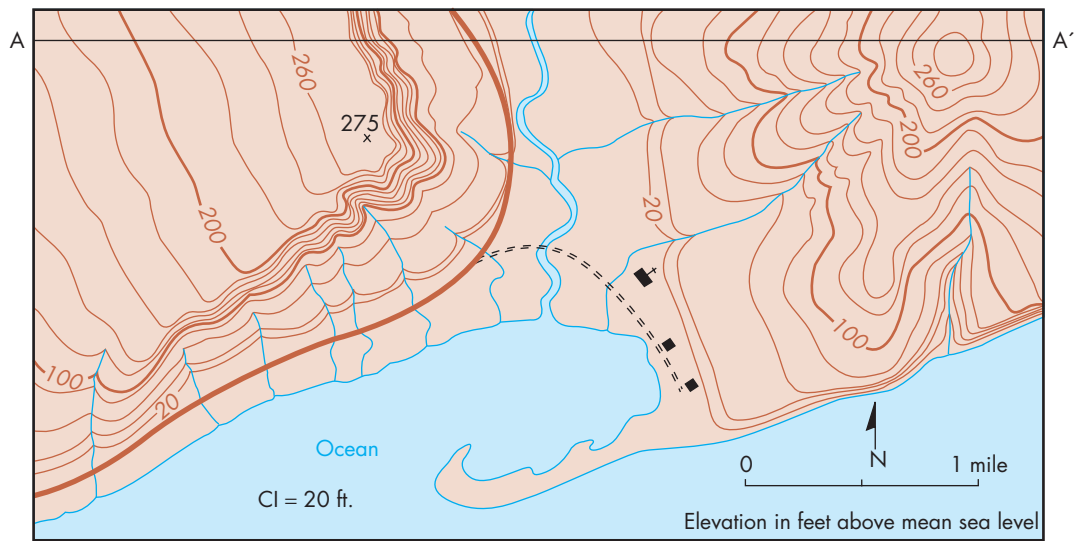 A
A´
260
260
275
200
200
20
100
100
20
Ocean
0
1 mile
N
CI = 20 ft.
Elevation in feet above mean sea level